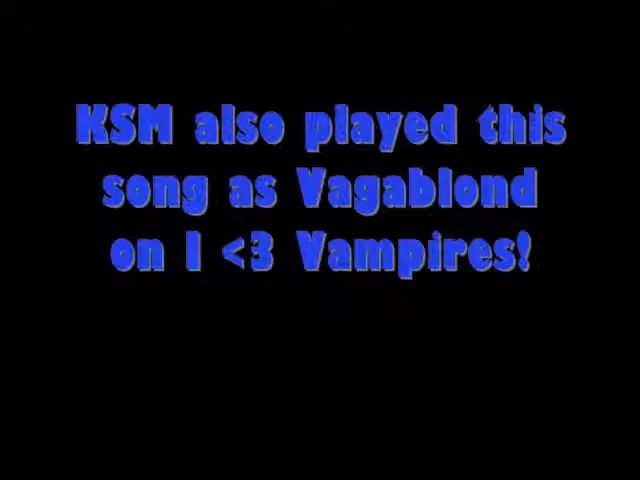 KSM also played this
song as Vagablond
on I <3 Vampires!